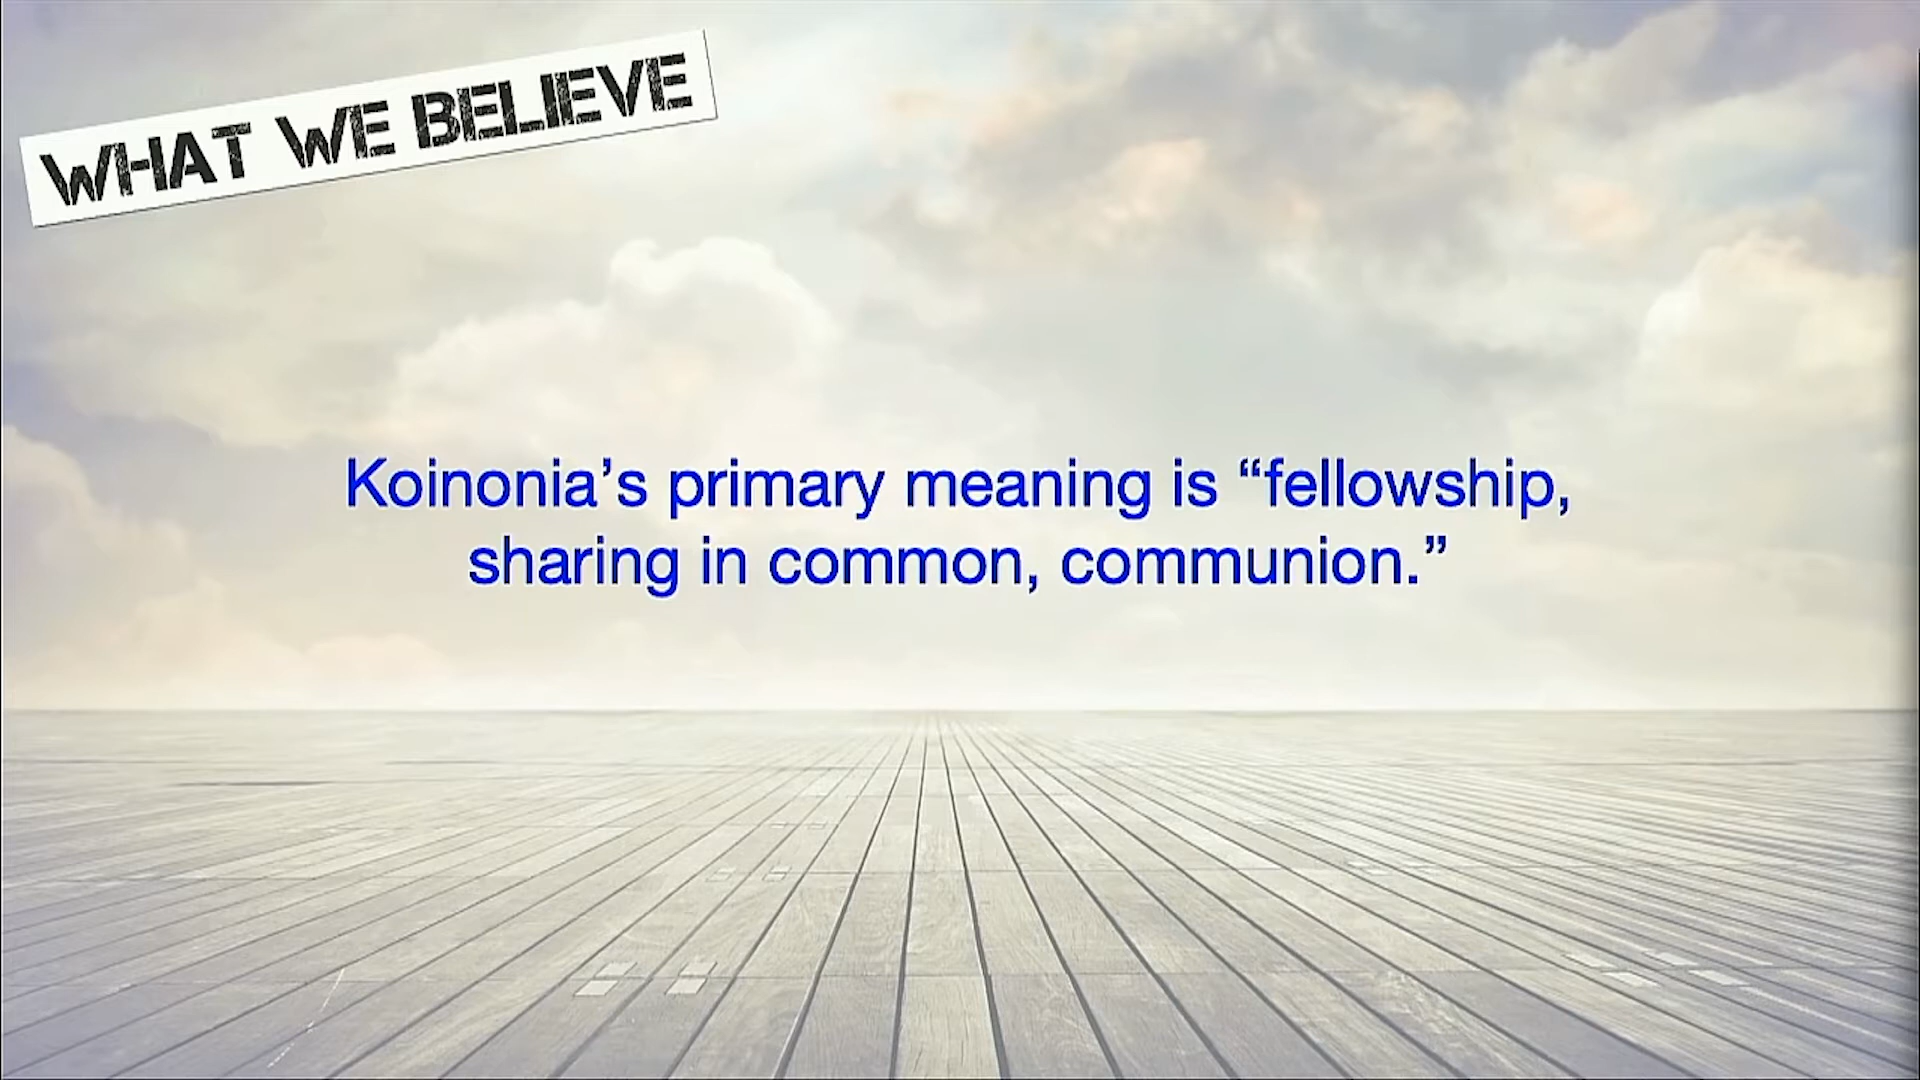 WHAT WE BELIEVE
Koinonia’s primary meaning is “fellowship,
sharing in common, communion.”